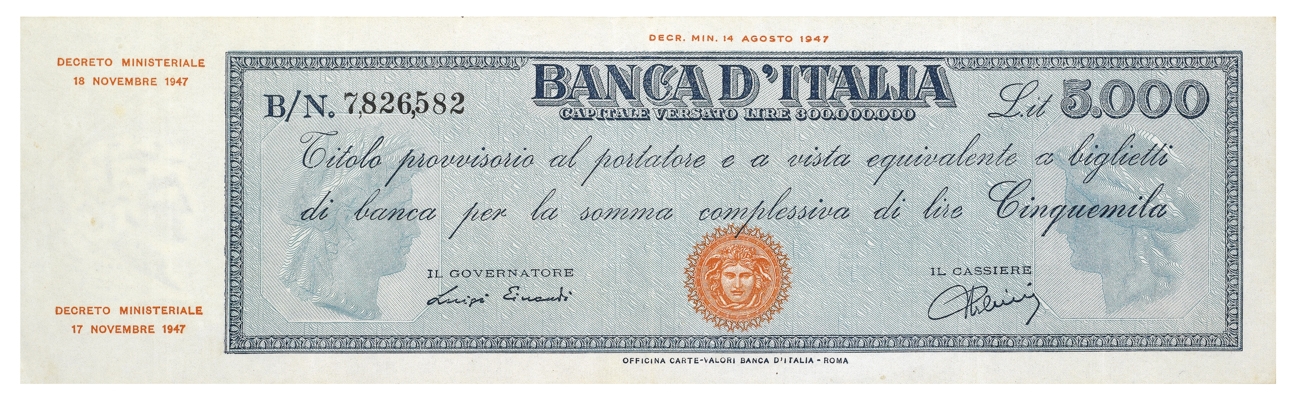 DECR. MIN. 14 AGOSTO 1947
DECRETO MINISTERIALE
18 NOVEMBRE 1947
BANCA D'ITALIA
CAPITALE VERSATO LIRE 300.000.000
B/N. 7,826,582
L.it 5.000
Titolo provvisorio al portatore e a vista equivalente a biglietti
di banca per la somma complessiva di lire Cinquemila
IL GOVERNATORE
Luigi Einaudi
IL CASSIERE
DECRETO MINISTERIALE
17 NOVEMBRE 1947
OFFICINA CARTE-VALORI BANCA D'ITALIA - ROMA